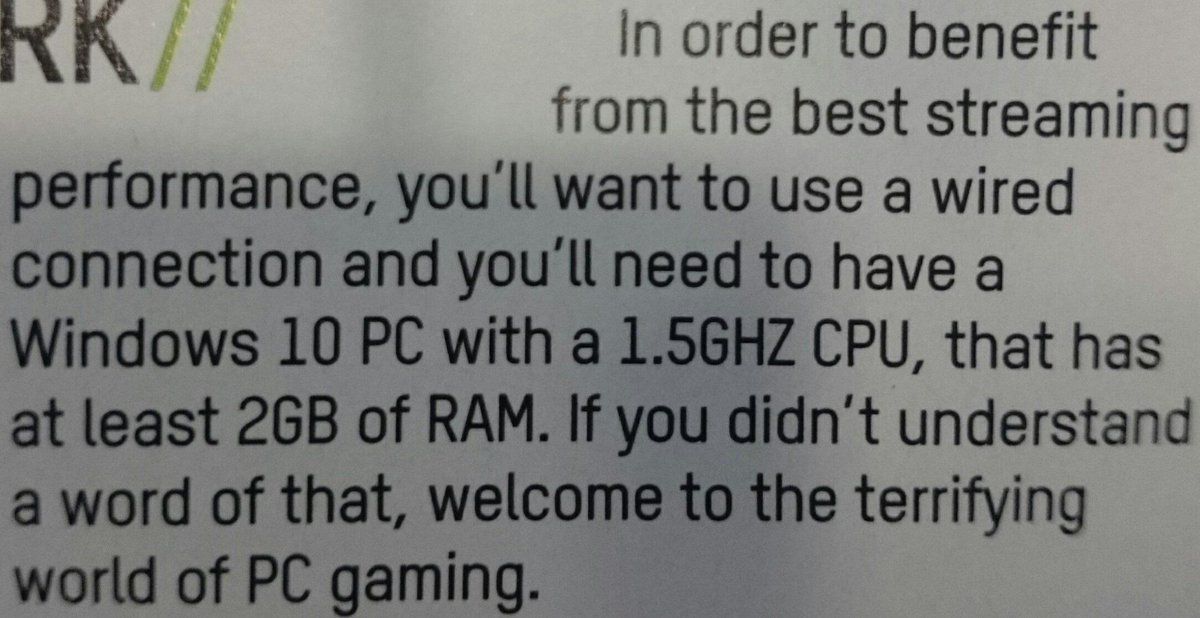 RK//
In order to benefit
from the best streaming
performance, you'll want to use a wired
connection and you'll need to have a
Windows 10 PC with a 1.5GHZ CPU, that has
at least 2GB of RAM. If you didn't understand
a word of that, welcome to the terrifying
world of PC gaming.